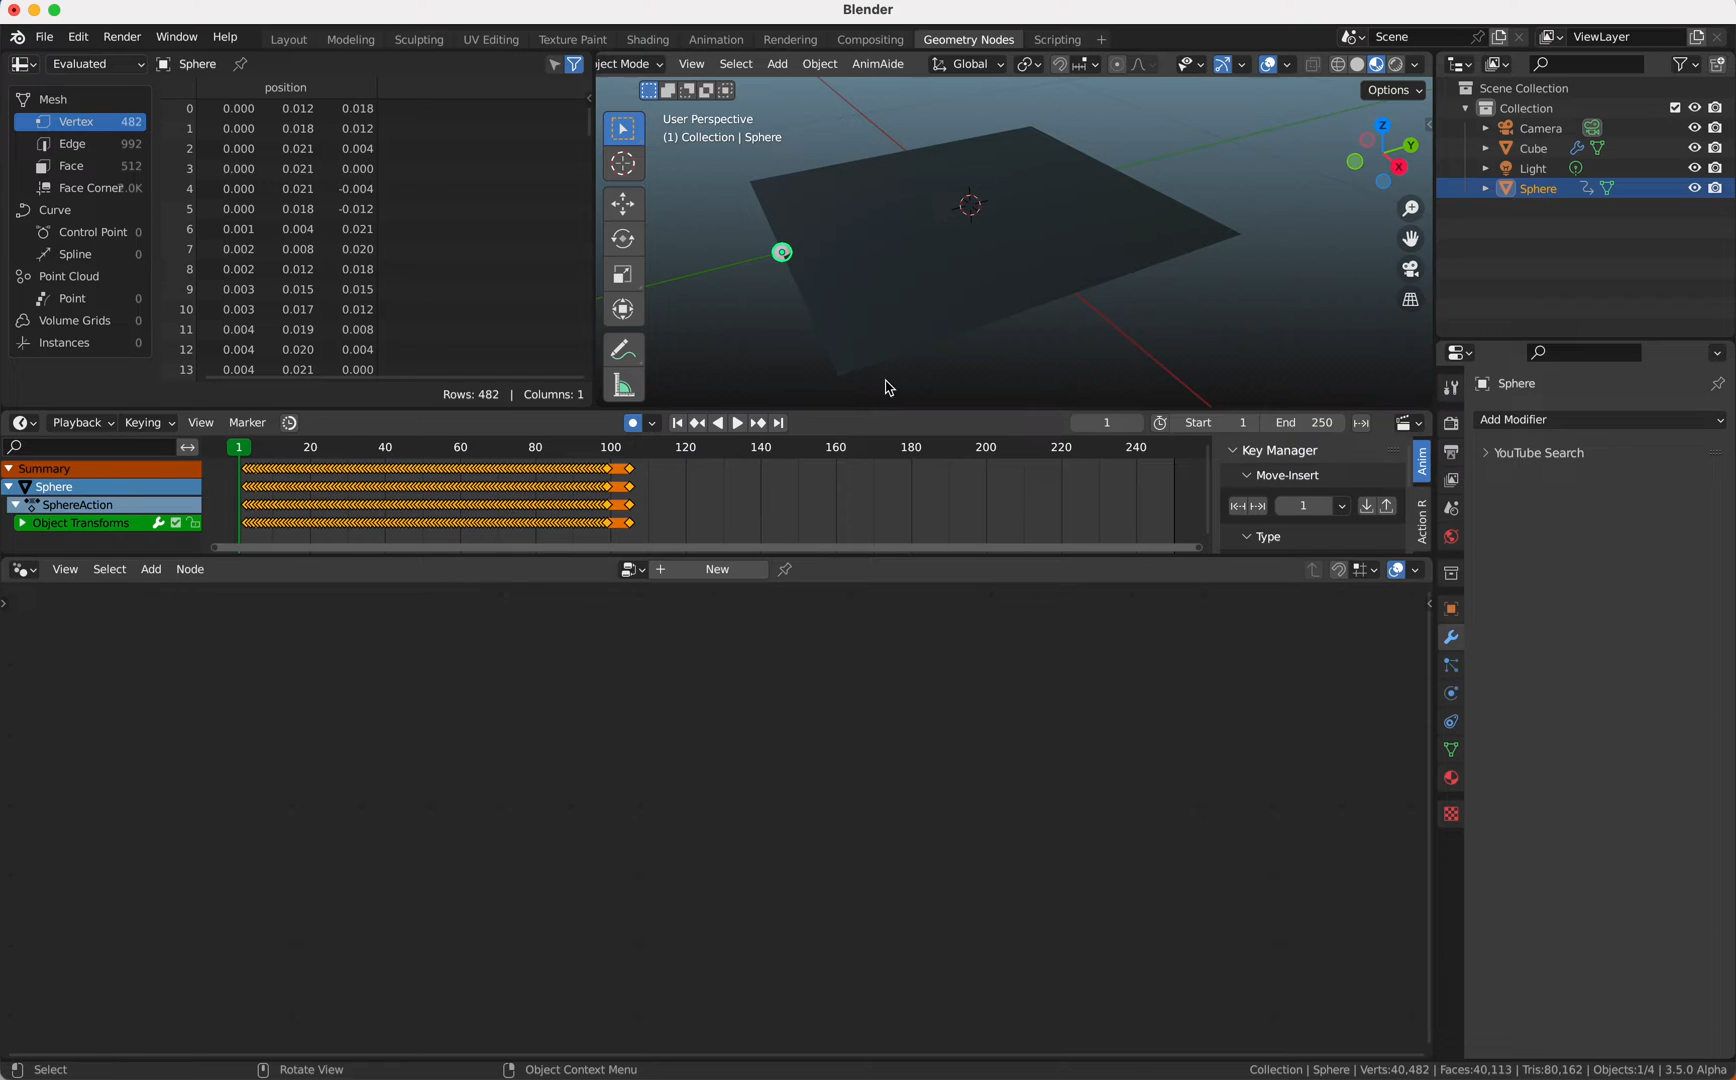 Blender
File Edit Render Window Help Layout Modeling Sculpting UV Editing Texture Paint Shading Animation Rendering Compositing Geometry Nodes Scripting + Scene ViewLayer
Evaluated Sphere
position
Mesh
Vertex 482
Edge 992
Face 512
Face Corner 2.0K
Curve
Control Point 0
Spline 0
Point Cloud
Point 0
Volume Grids 0
Instances 0
0 0.000 0.012 0.018
1 0.000 0.018 0.012
2 0.000 0.021 0.004
3 0.000 0.021 0.000
4 0.000 0.021 -0.004
5 0.000 0.018 -0.012
6 0.001 0.004 0.021
7 0.002 0.008 0.020
8 0.002 0.012 0.018
9 0.003 0.015 0.015
10 0.003 0.017 0.012
11 0.004 0.019 0.008
12 0.004 0.020 0.004
13 0.004 0.021 0.000
Rows: 482 | Columns: 1
ject Mode View Select Add Object AnimAide Global
Options
User Perspective
(1) Collection | Sphere
Z
Y
X
Scene Collection
Collection
Camera
Cube
Light
Sphere
Sphere
Add Modifier
YouTube Search
Playback Keying View Marker 1 Start 1 End 250
1 20 40 60 80 100 120 140 160 180 200 220 240
Summary
Sphere
SphereAction
Object Transforms
Key Manager
Move-Insert
1
Type
Anim
Action R
View Select Add Node + New
Select Rotate View Object Context Menu Collection | Sphere | Verts:40,482 | Faces:40,113 | Tris:80,162 | Objects:1/4 | 3.5.0 Alpha